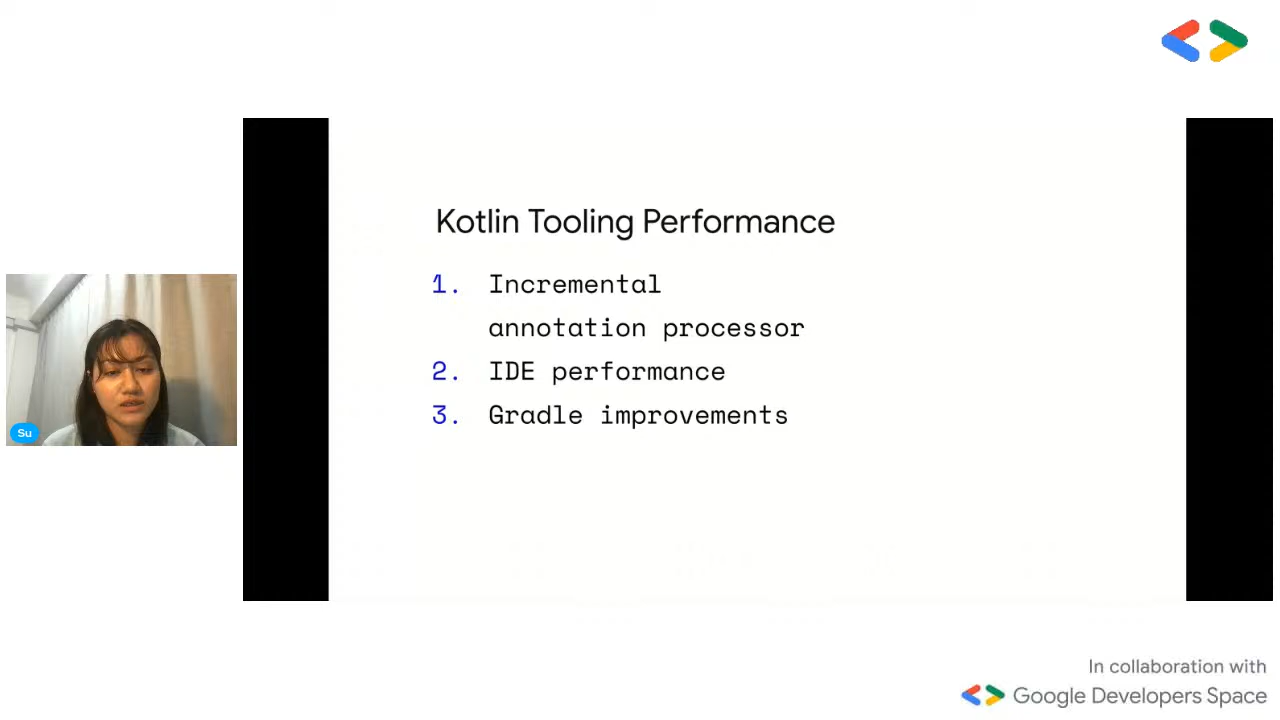 Kotlin Tooling Performance
1. Incremental
annotation processor
2. IDE performance
3. Gradle improvements
Su
In collaboration with
Google Developers Space